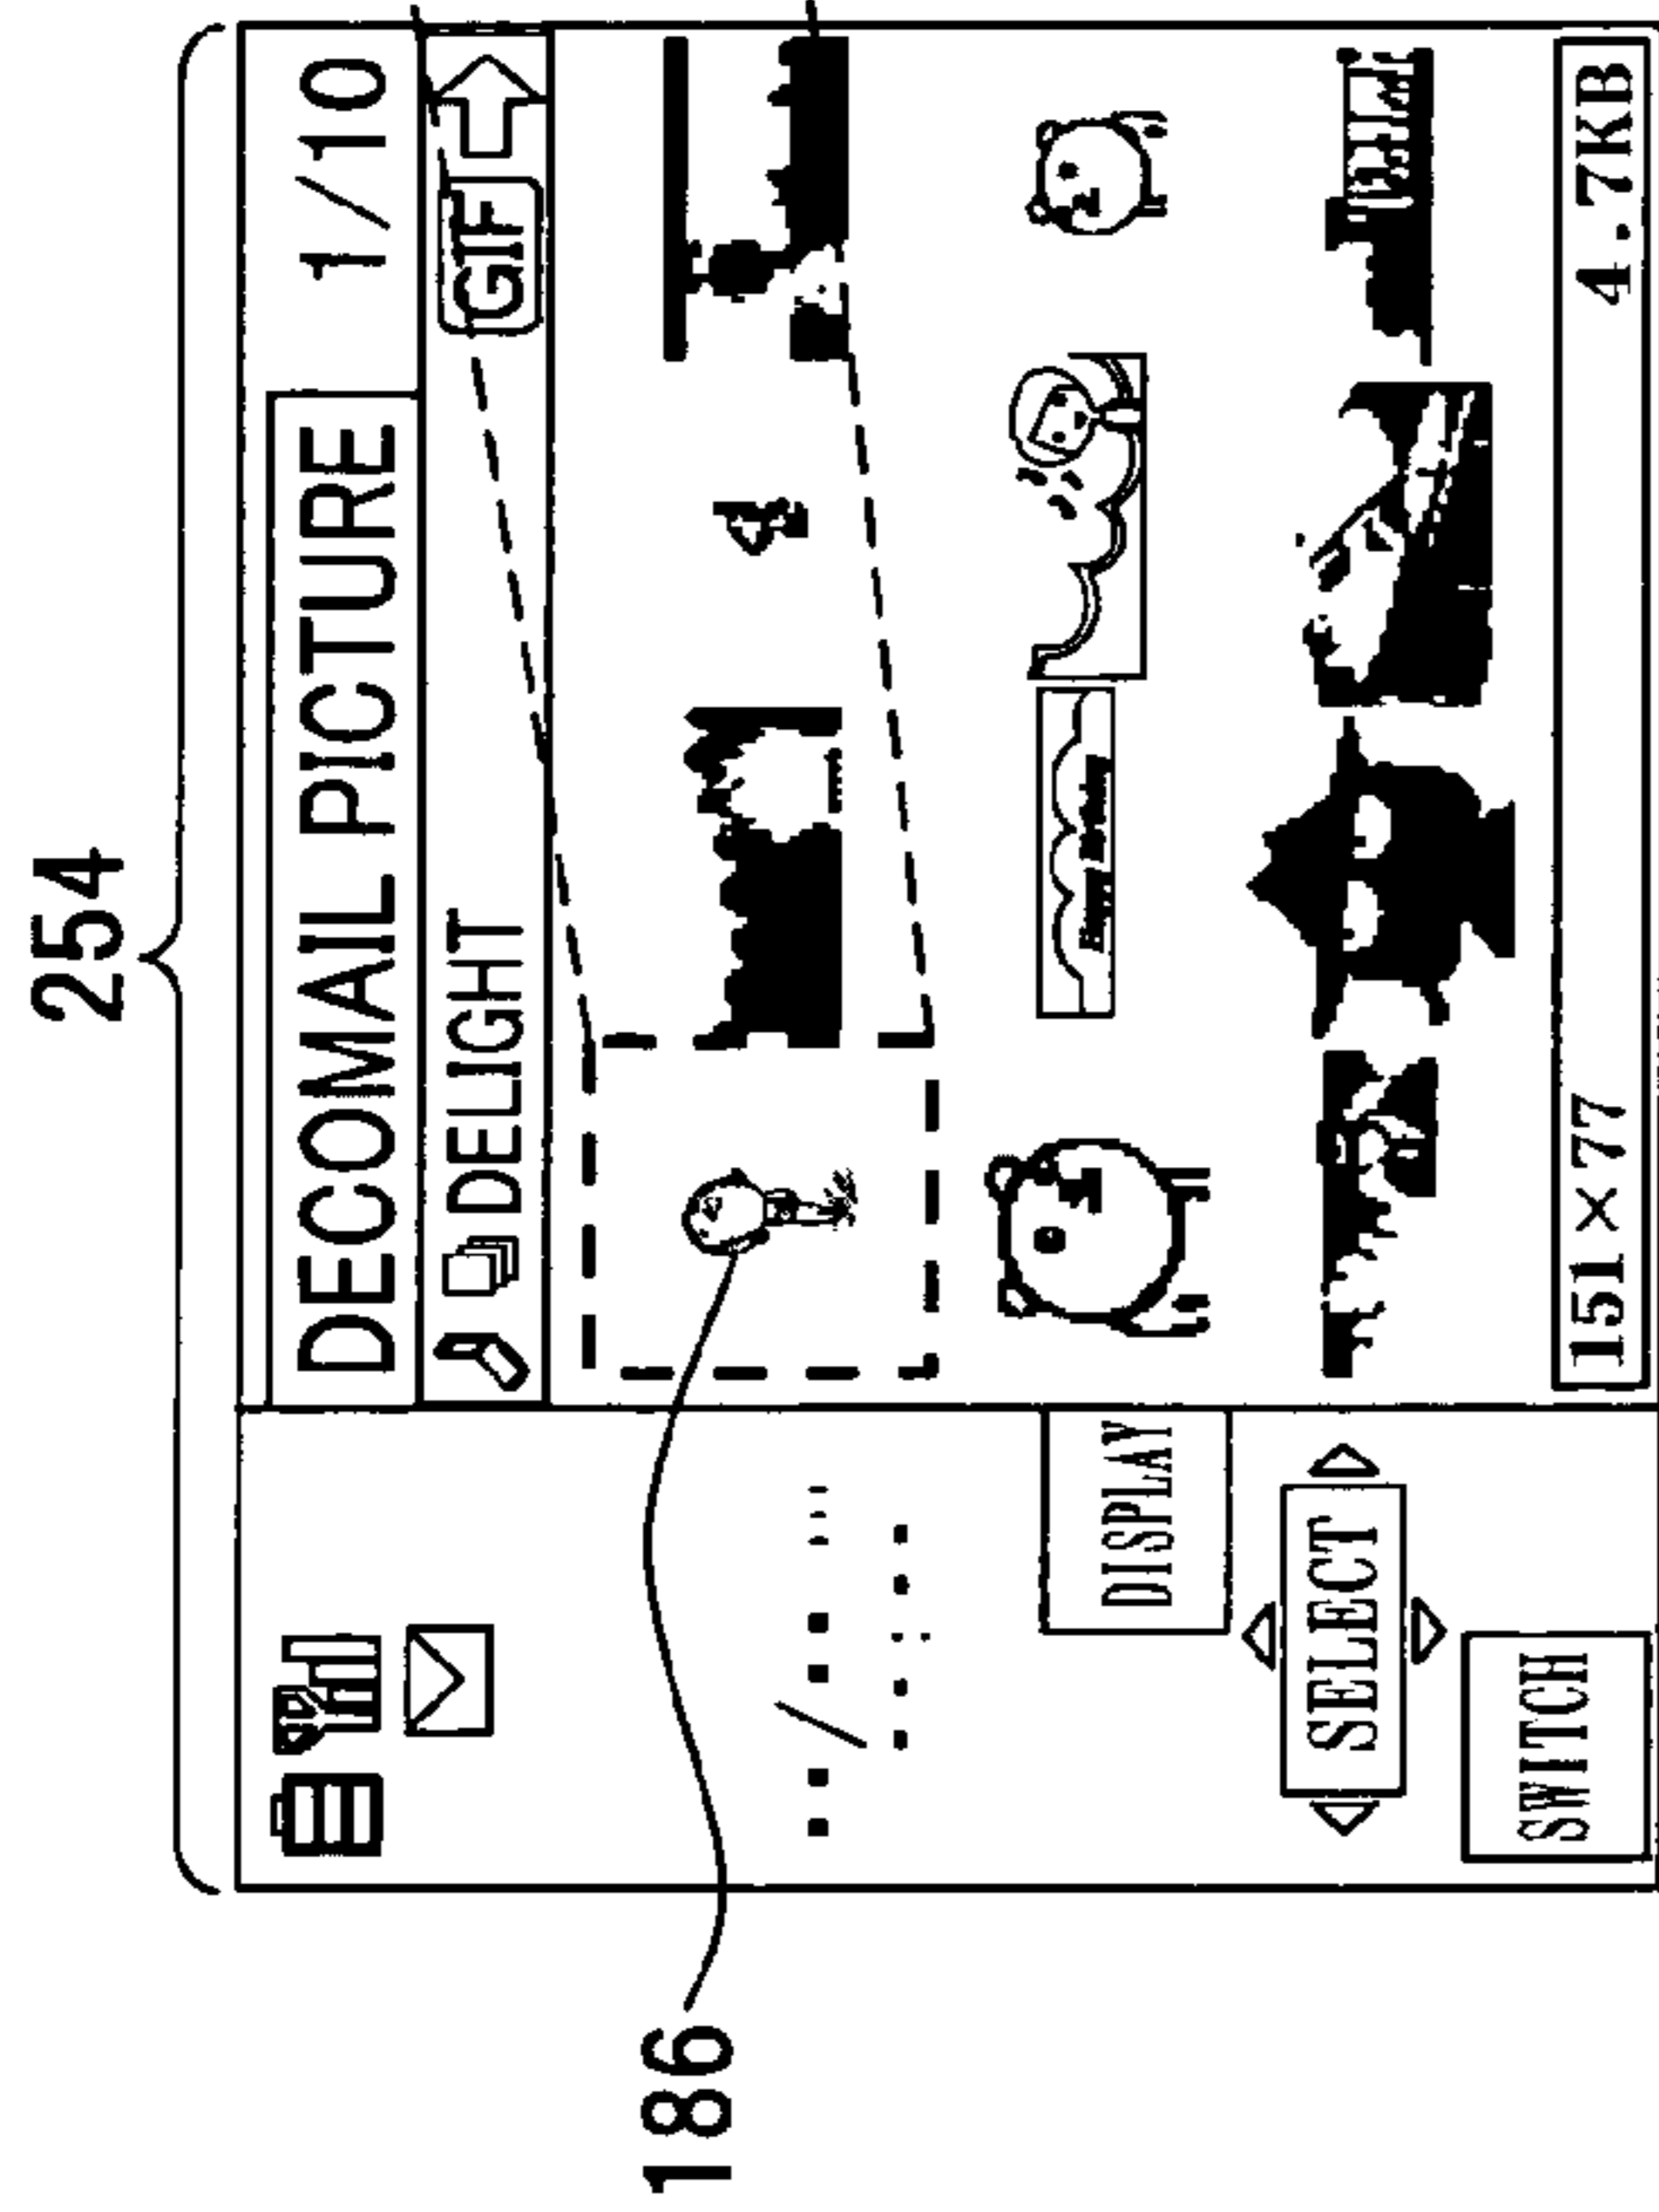 254
DECOMAIL PICTURE 1/10
DELIGHT GIF
186
DISPLAY
SELECT
SWITCH
151×77 4.7KB